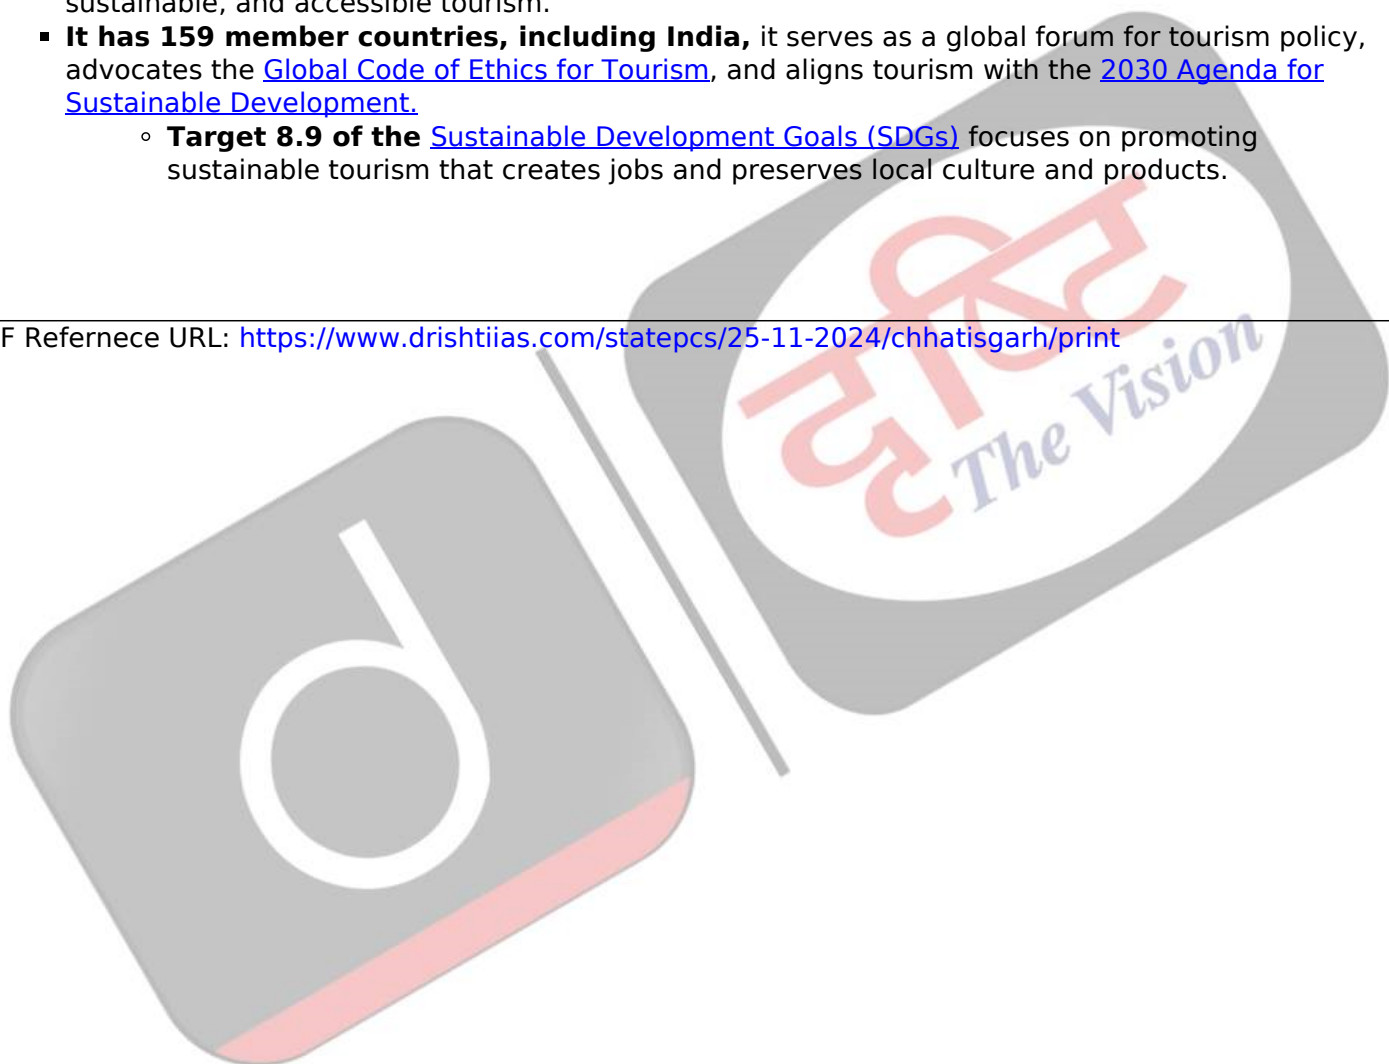 sustainable, and accessible tourism.
It has 159 member countries, including India, it serves as a global forum for tourism policy,
advocates the Global Code of Ethics for Tourism, and aligns tourism with the 2030 Agenda for
Sustainable Development.
Target 8.9 of the Sustainable Development Goals (SDGs) focuses on promoting
sustainable tourism that creates jobs and preserves local culture and products.
F Refernece URL: https://www.drishtiias.com/statepcs/25-11-2024/chhatisgarh/print
दृष्टि
The Vision
d